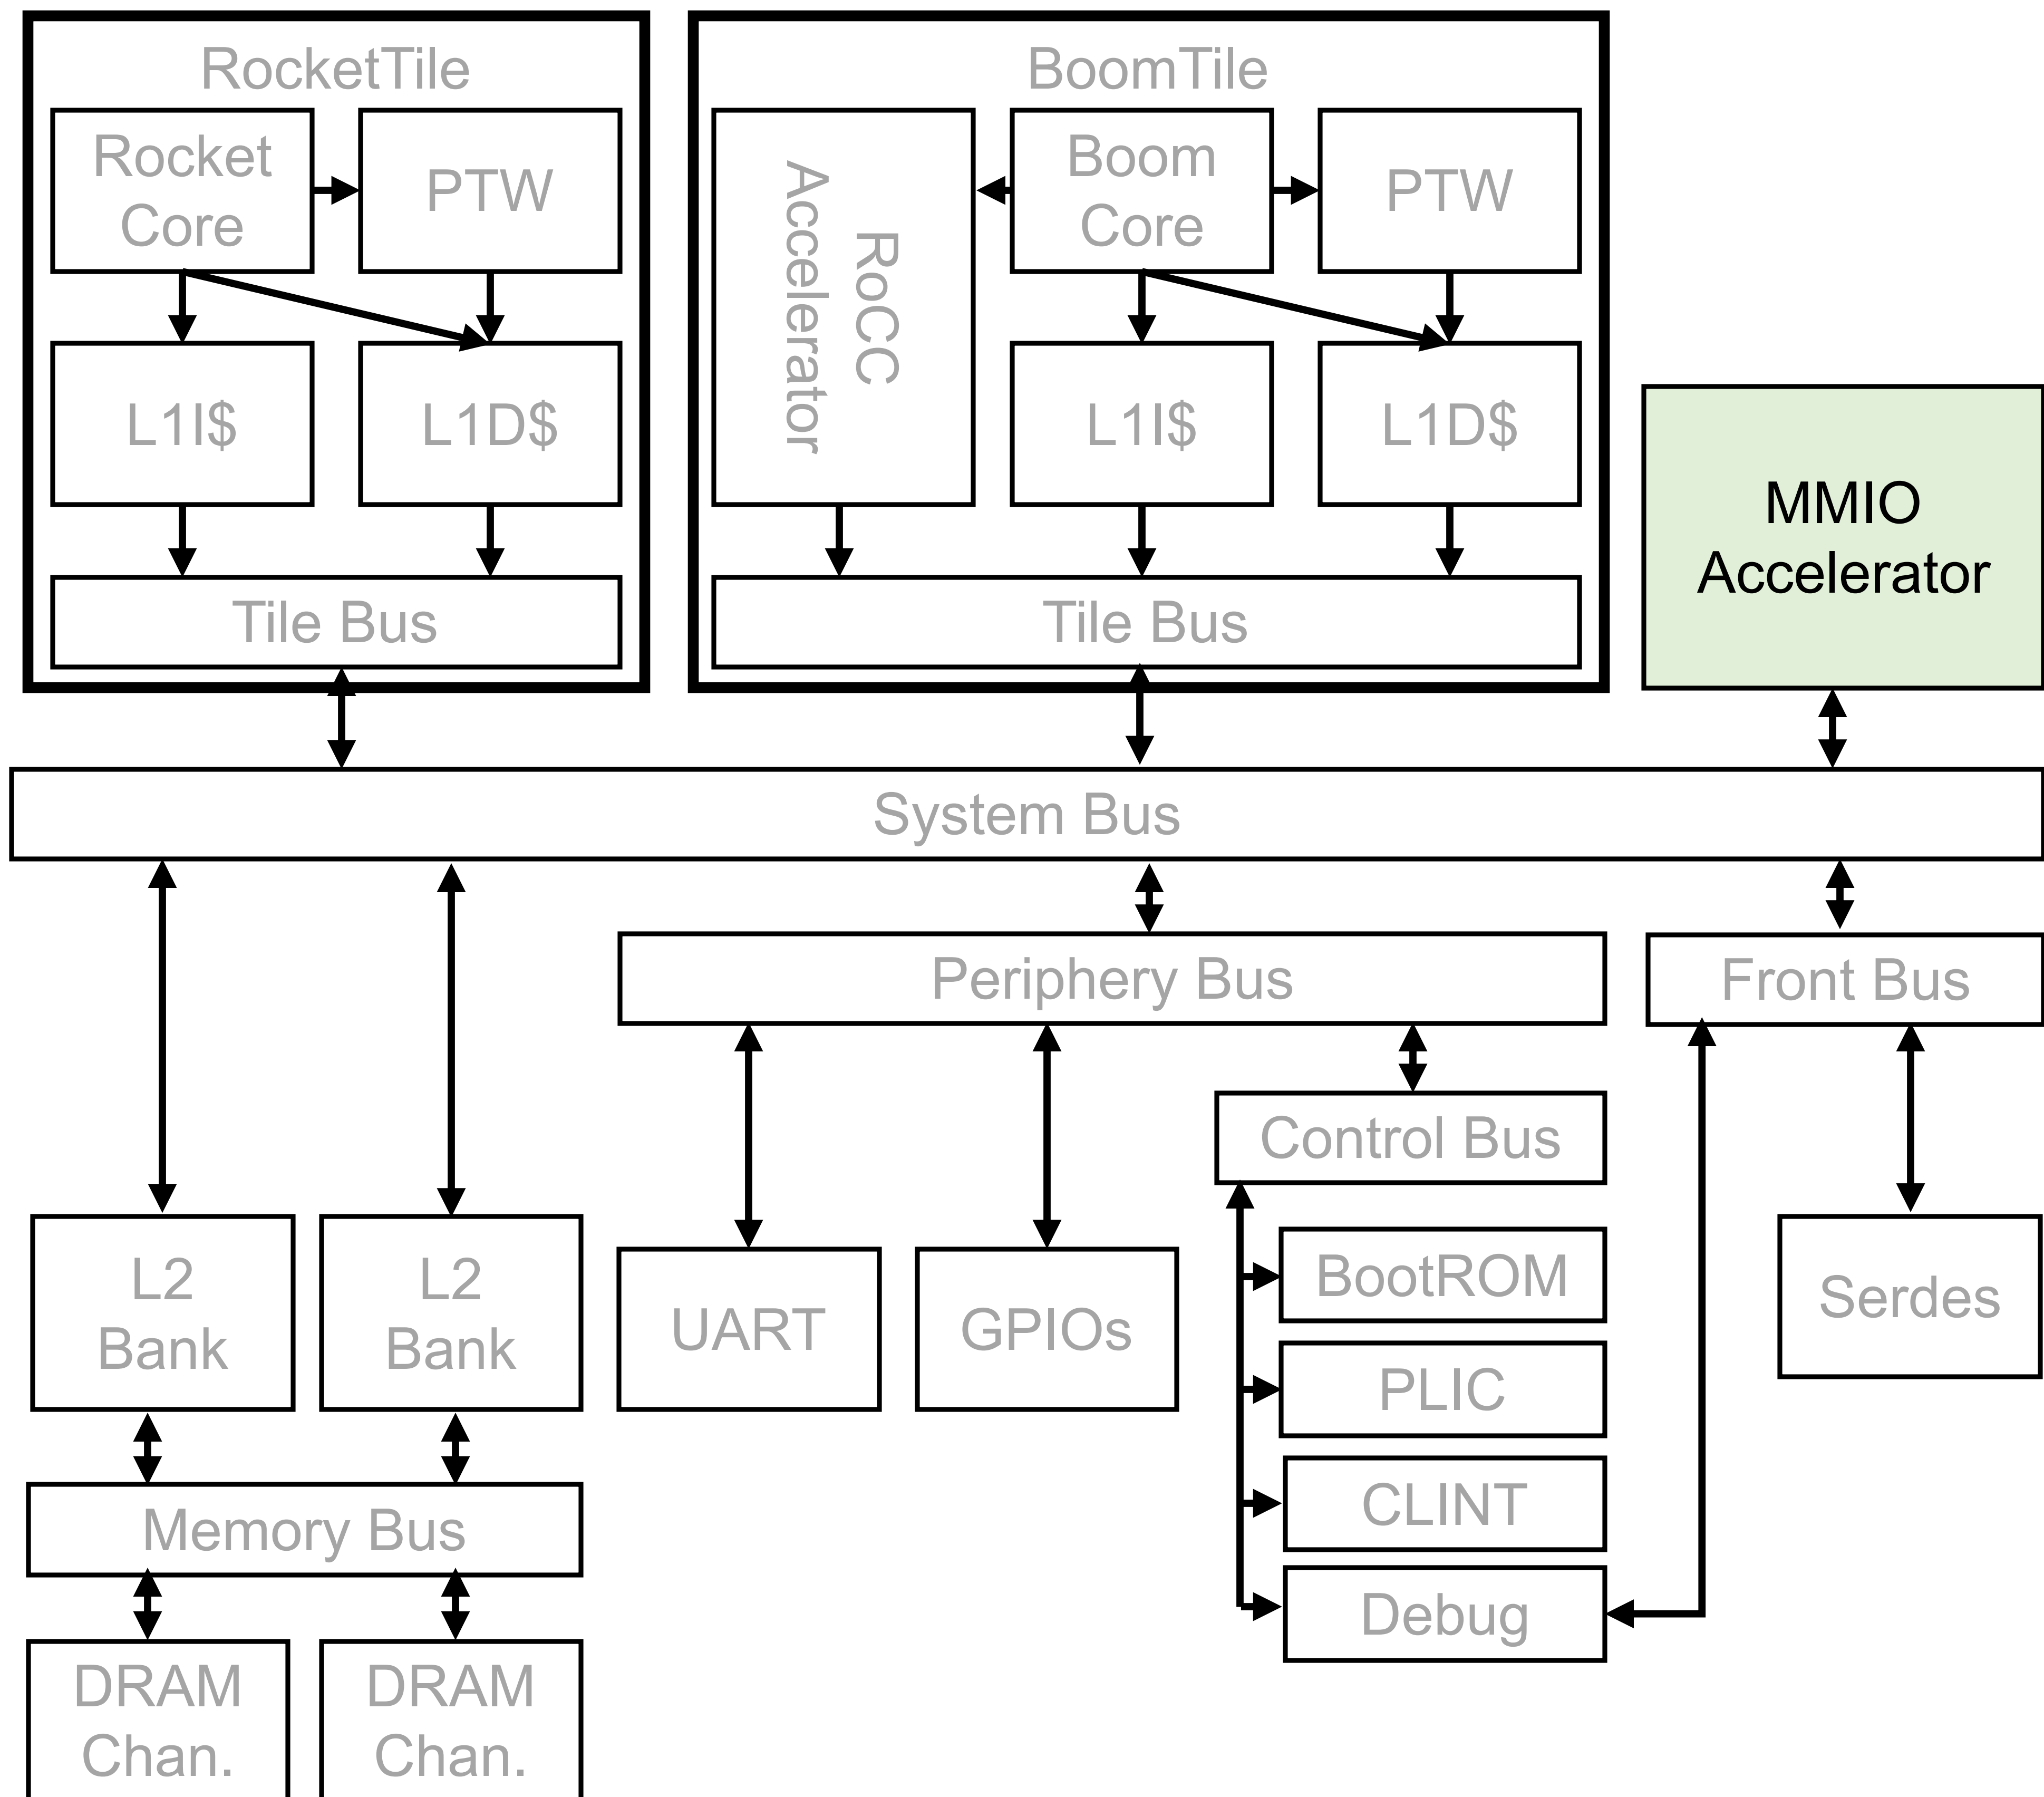 RocketTile
Rocket
Core
PTW
L1I$
L1D$
Tile Bus
BoomTile
RoCC
Accelerator
Boom
Core
PTW
L1I$
L1D$
Tile Bus
MMIO
Accelerator
System Bus
Periphery Bus
Front Bus
Control Bus
L2
Bank
L2
Bank
UART
GPIOs
BootROM
PLIC
CLINT
Debug
Serdes
Memory Bus
DRAM
Chan.
DRAM
Chan.